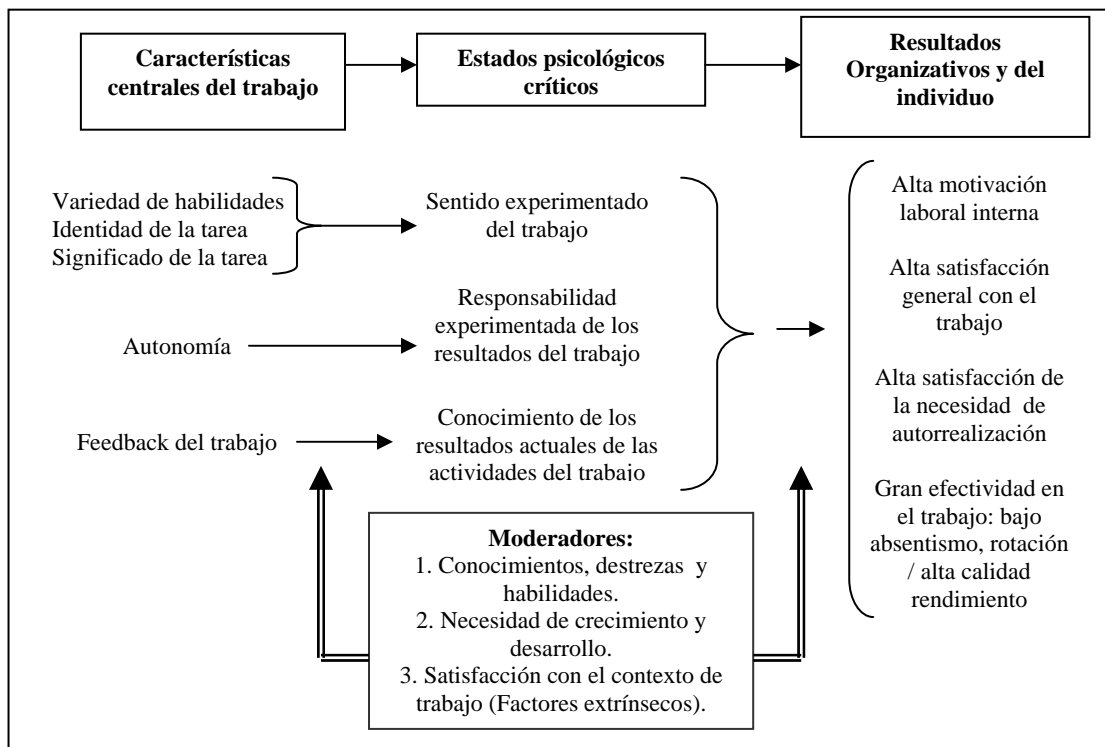 Características
centrales del trabajo
Estados psicológicos
críticos
Resultados
Organizativos y del
individuo
Variedad de habilidades
Identidad de la tarea
Significado de la tarea
Sentido experimentado
del trabajo
Autonomía
Responsabilidad
experimentada de los
resultados del trabajo
Feedback del trabajo
Conocimiento de los
resultados actuales de las
actividades del trabajo
Alta motivación
laboral interna
Alta satisfacción
general con el
trabajo
Alta satisfacción de
la necesidad de
autorrealización
Gran efectividad en
el trabajo: bajo
absentismo, rotación
/ alta calidad
rendimiento
Moderadores:
1. Conocimientos, destrezas y
habilidades.
2. Necesidad de crecimiento y
desarrollo.
3. Satisfacción con el contexto de
trabajo (Factores extrínsecos).